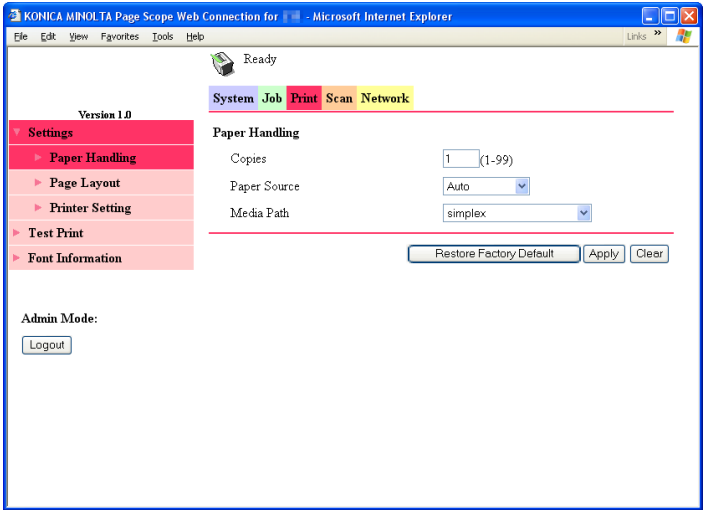 KONICA MINOLTA Page Scope Web Connection for - Microsoft Internet Explorer
File Edit View Favorites Tools Help Links »
Ready
System Job Print Scan Network
Version 1.0
Settings
Paper Handling
Page Layout
Printer Setting
Test Print
Font Information
Admin Mode:
Logout
Paper Handling
Copies 1 (1-99)
Paper Source Auto
Media Path simplex
Restore Factory Default Apply Clear